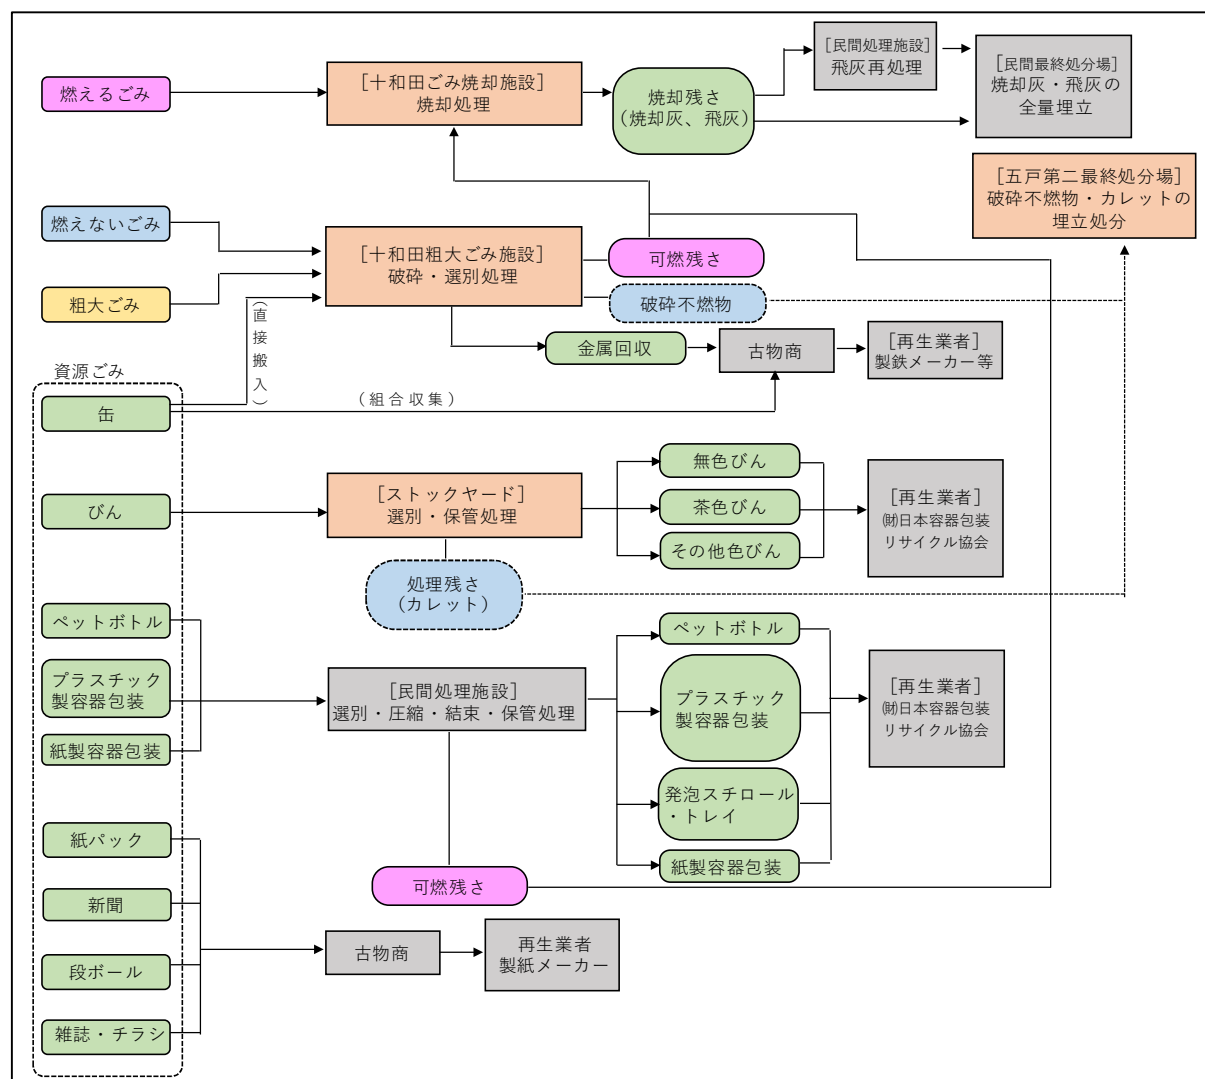 燃えるごみ
［十和田ごみ焼却施設］
焼却処理
焼却残さ
（焼却灰、飛灰）
［民間処理施設］
飛灰再処理
［民間最終処分場］
焼却灰・飛灰の
全量埋立
［五戸第二最終処分場］
破砕不燃物・カレットの
埋立処分
燃えないごみ
粗大ごみ
［十和田粗大ごみ施設］
破砕・選別処理
可燃残さ
破砕不燃物
（直接搬入）
金属回収
古物商
［再生業者］
製鉄メーカー等
資源ごみ
缶
（組合収集）
びん
［ストックヤード］
選別・保管処理
無色びん
茶色びん
その他色びん
［再生業者］
㈶日本容器包装
リサイクル協会
処理残さ
（カレット）
ペットボトル
プラスチック
製容器包装
紙製容器包装
［民間処理施設］
選別・圧縮・結束・保管処理
ペットボトル
プラスチック
製容器包装
発泡スチロール
・トレイ
紙製容器包装
［再生業者］
㈶日本容器包装
リサイクル協会
可燃残さ
紙パック
新聞
段ボール
雑誌・チラシ
古物商
再生業者
製紙メーカー